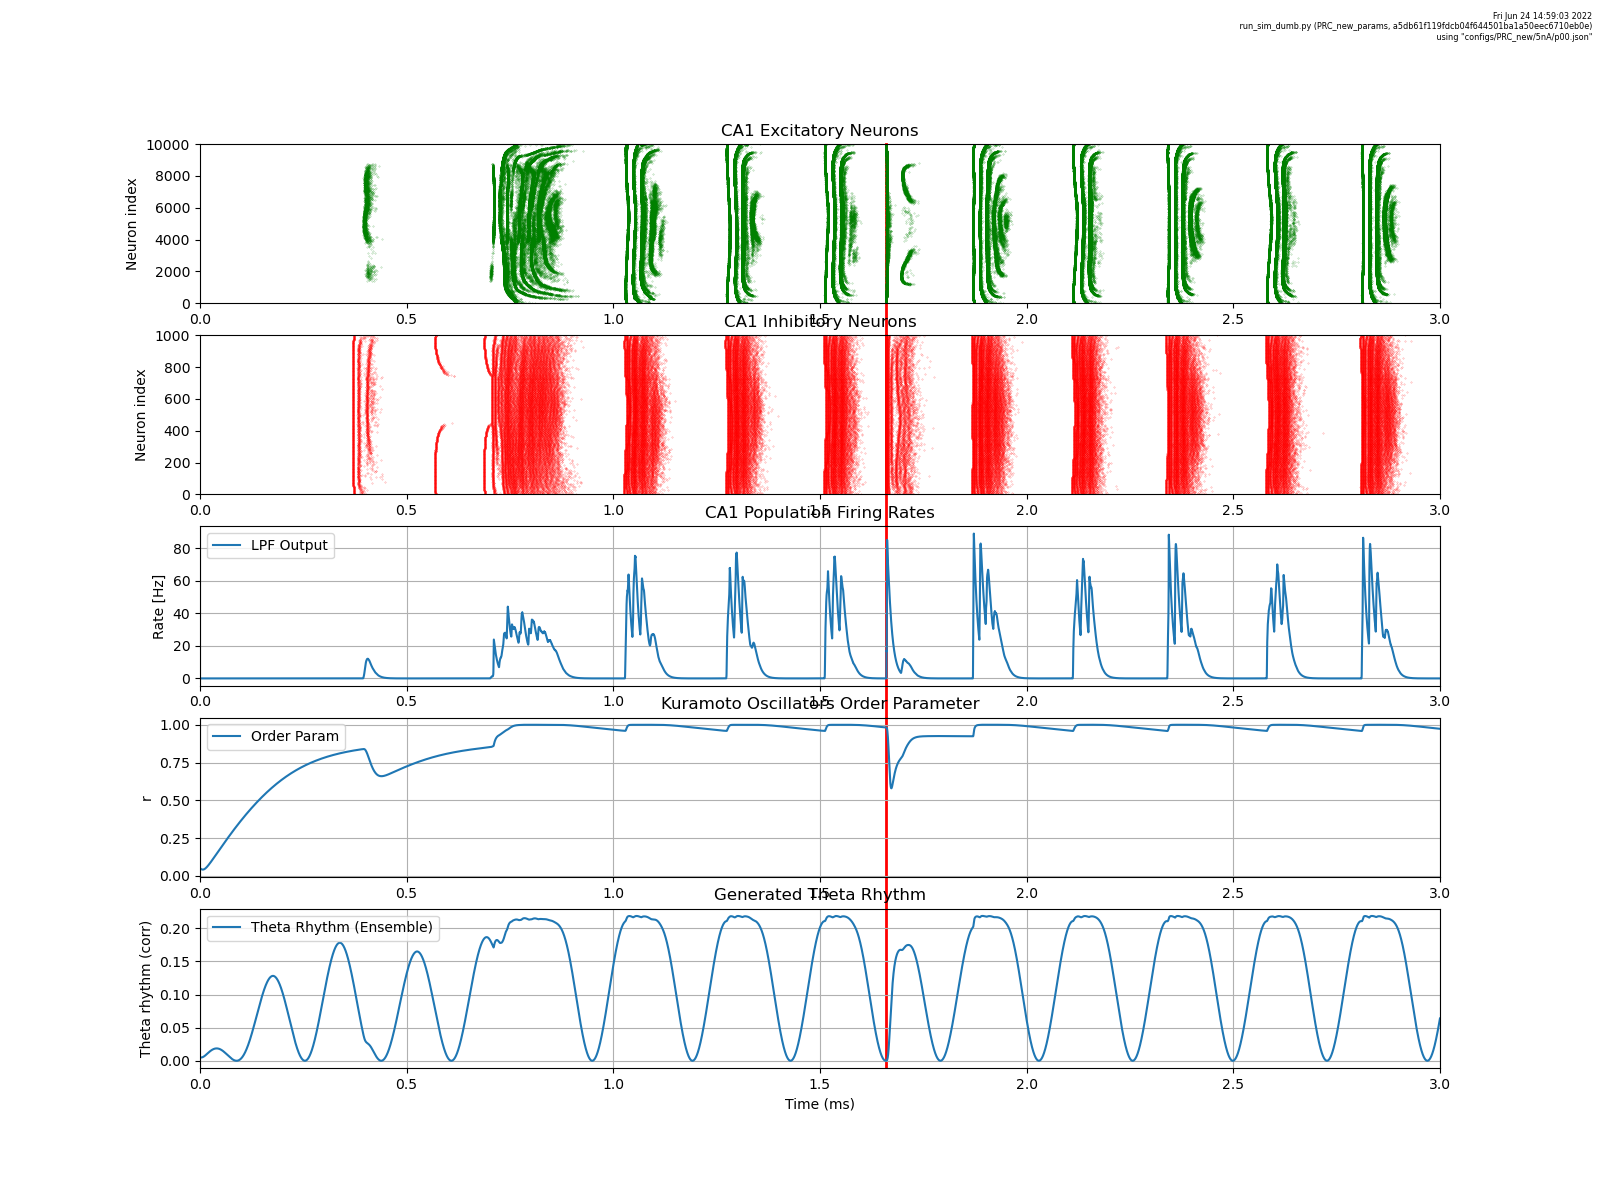 Fri Jun 24 14:59:03 2022
run_sim_dumb.py (PRC_new_params, a5db61f119fdcb04f644501ba1a50eec6710eb0e)
using "configs/PRC_new/5nA/p00.json"
CA1 Excitatory Neurons
Neuron index
10000
8000
6000
4000
2000
0
0.0 0.5 1.0 1.5 2.0 2.5 3.0
CA1 Inhibitory Neurons
Neuron index
1000
800
600
400
200
0
0.0 0.5 1.0 1.5 2.0 2.5 3.0
CA1 Population Firing Rates
LPF Output
Rate [Hz]
80
60
40
20
0
0.0 0.5 1.0 1.5 2.0 2.5 3.0
Kuramoto Oscillators Order Parameter
Order Param
r
1.00
0.75
0.50
0.25
0.00
0.0 0.5 1.0 1.5 2.0 2.5 3.0
Generated Theta Rhythm
Theta Rhythm (Ensemble)
Theta rhythm (corr)
0.20
0.15
0.10
0.05
0.00
0.0 0.5 1.0 1.5 2.0 2.5 3.0
Time (ms)